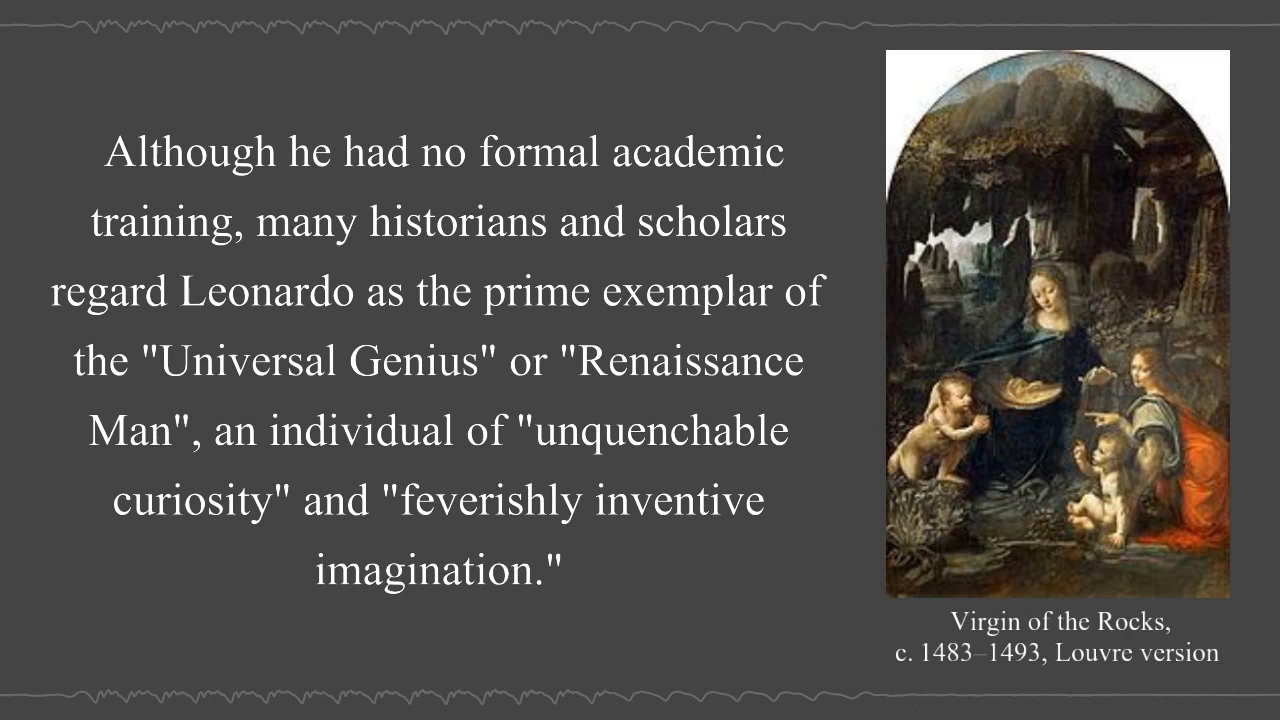 Although he had no formal academic
training, many historians and scholars
regard Leonardo as the prime exemplar of
the "Universal Genius" or "Renaissance
Man", an individual of "unquenchable
curiosity" and "feverishly inventive
imagination."
Virgin of the Rocks,
c. 1483–1493, Louvre version